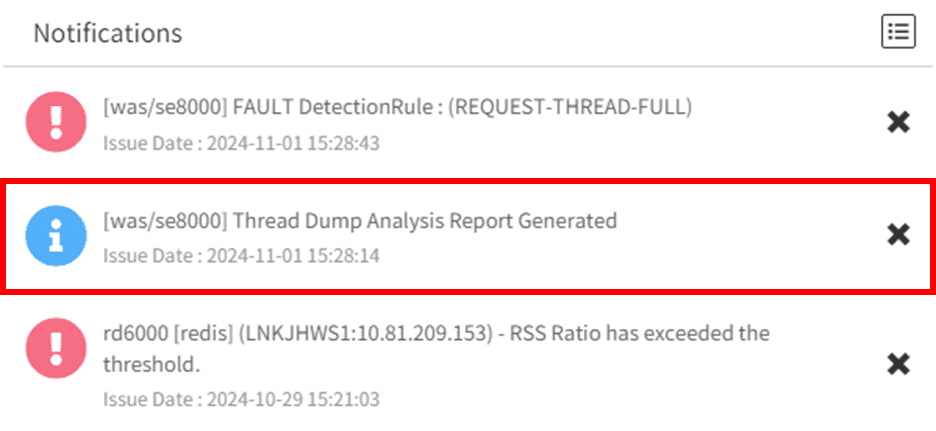 Notifications
[was/se8000] FAULT DetectionRule : (REQUEST-THREAD-FULL)
Issue Date : 2024-11-01 15:28:43
[was/se8000] Thread Dump Analysis Report Generated
Issue Date : 2024-11-01 15:28:14
rd6000 [redis] (LNKJHWS1:10.81.209.153) - RSS Ratio has exceeded the
threshold.
Issue Date : 2024-10-29 15:21:03